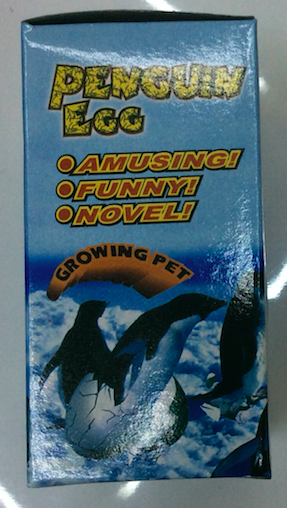 PENGUIN
EGG
AMUSING!
FUNNY!
NOVEL!
GROWING PET